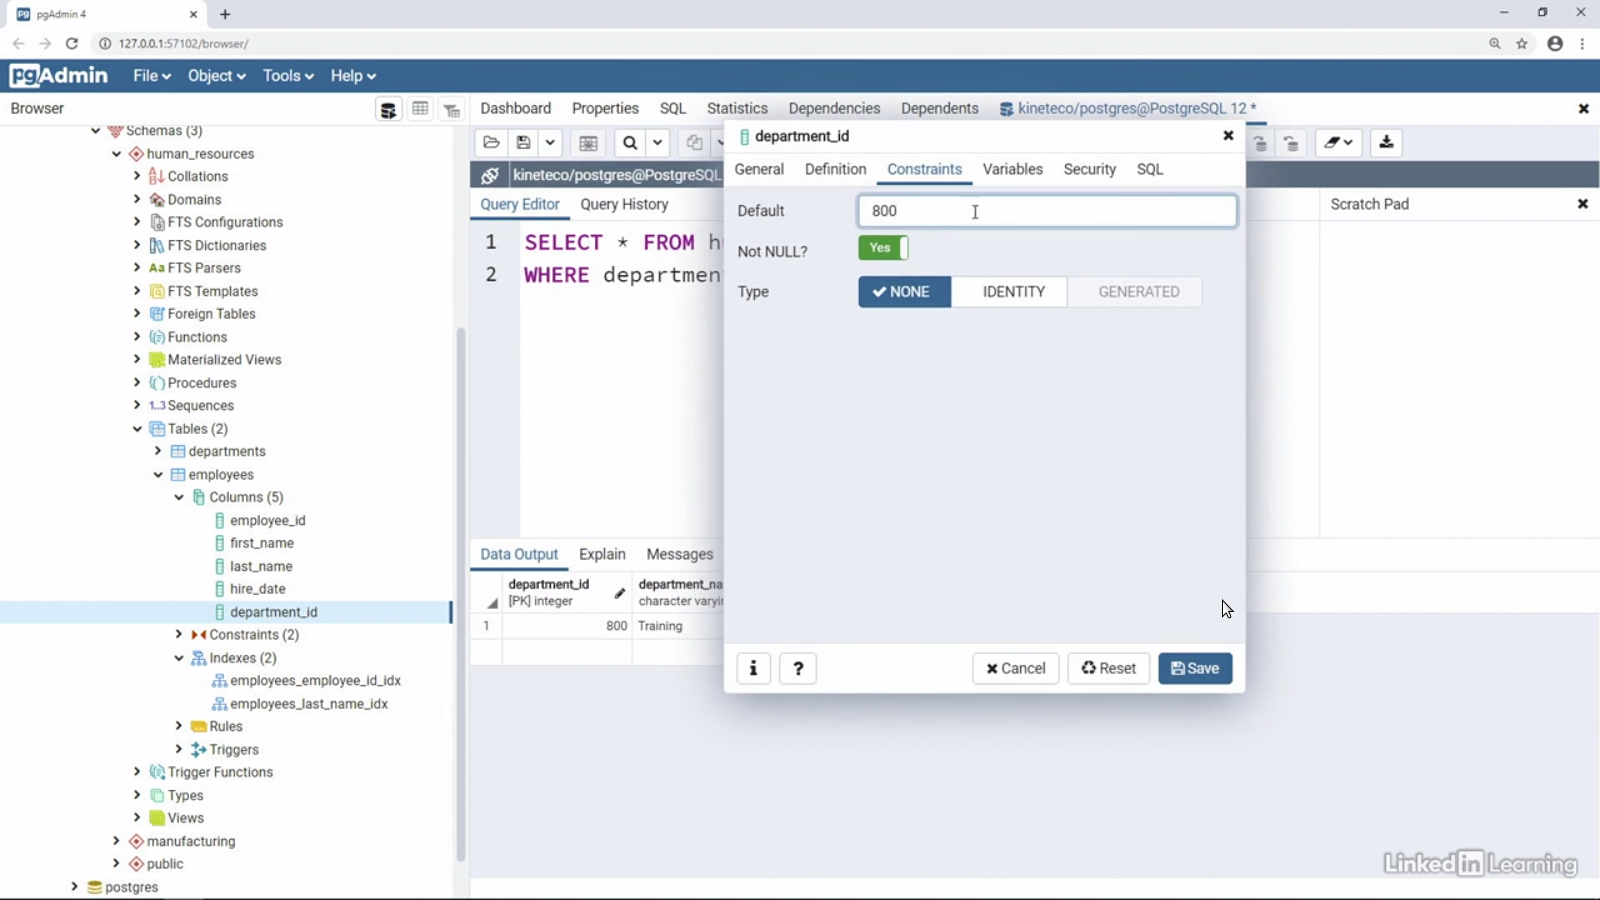 pgAdmin 4
127.0.0.1:57102/browser/
pgAdmin File Object Tools Help
Browser
Dashboard Properties SQL Statistics Dependencies Dependents kineteco/postgres@PostgreSQL 12 *
Schemas (3)
human_resources
Collations
Domains
FTS Configurations
FTS Dictionaries
Aa FTS Parsers
FTS Templates
Foreign Tables
Functions
Materialized Views
Procedures
1..3 Sequences
Tables (2)
departments
employees
Columns (5)
employee_id
first_name
last_name
hire_date
department_id
Constraints (2)
Indexes (2)
employees_employee_id_idx
employees_last_name_idx
Rules
Triggers
Trigger Functions
Types
Views
manufacturing
public
postgres
kineteco/postgres@PostgreSQL
Query Editor Query History
Scratch Pad
1 SELECT * FROM h
2 WHERE departmen
Data Output Explain Messages
department_id
[PK] integer
department_na
character varyi
1 800 Training
department_id
General Definition Constraints Variables Security SQL
Default 800
Not NULL? Yes
Type NONE IDENTITY GENERATED
i ? Cancel Reset Save
Linked in Learning